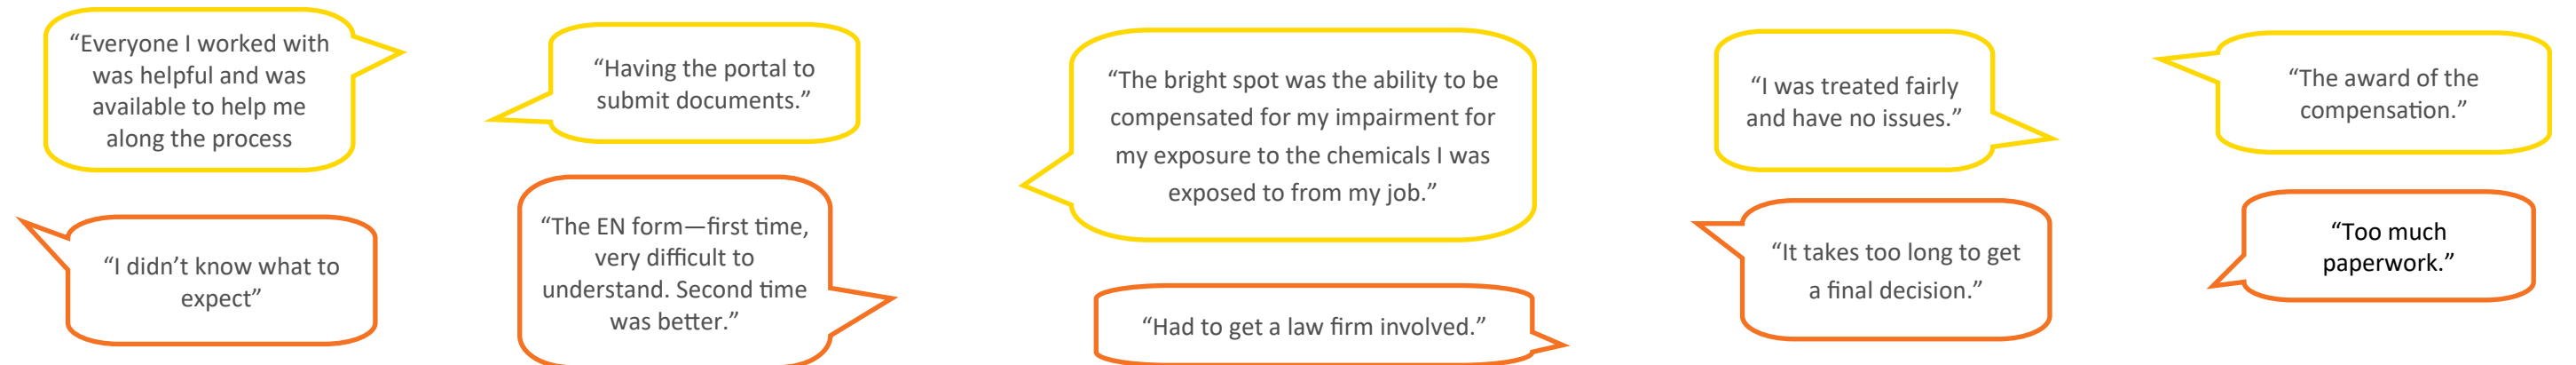 “Everyone I worked with
was helpful and was
available to help me
along the process
“Having the portal to
submit documents.”
“The bright spot was the ability to be
compensated for my impairment for
my exposure to the chemicals I was
exposed to from my job.”
“I was treated fairly
and have no issues.”
“The award of the
compensation.”
“I didn’t know what to
expect”
“The EN form—first time,
very difficult to
understand. Second time
was better.”
“Had to get a law firm involved.”
“It takes too long to get
a final decision.”
“Too much
paperwork.”